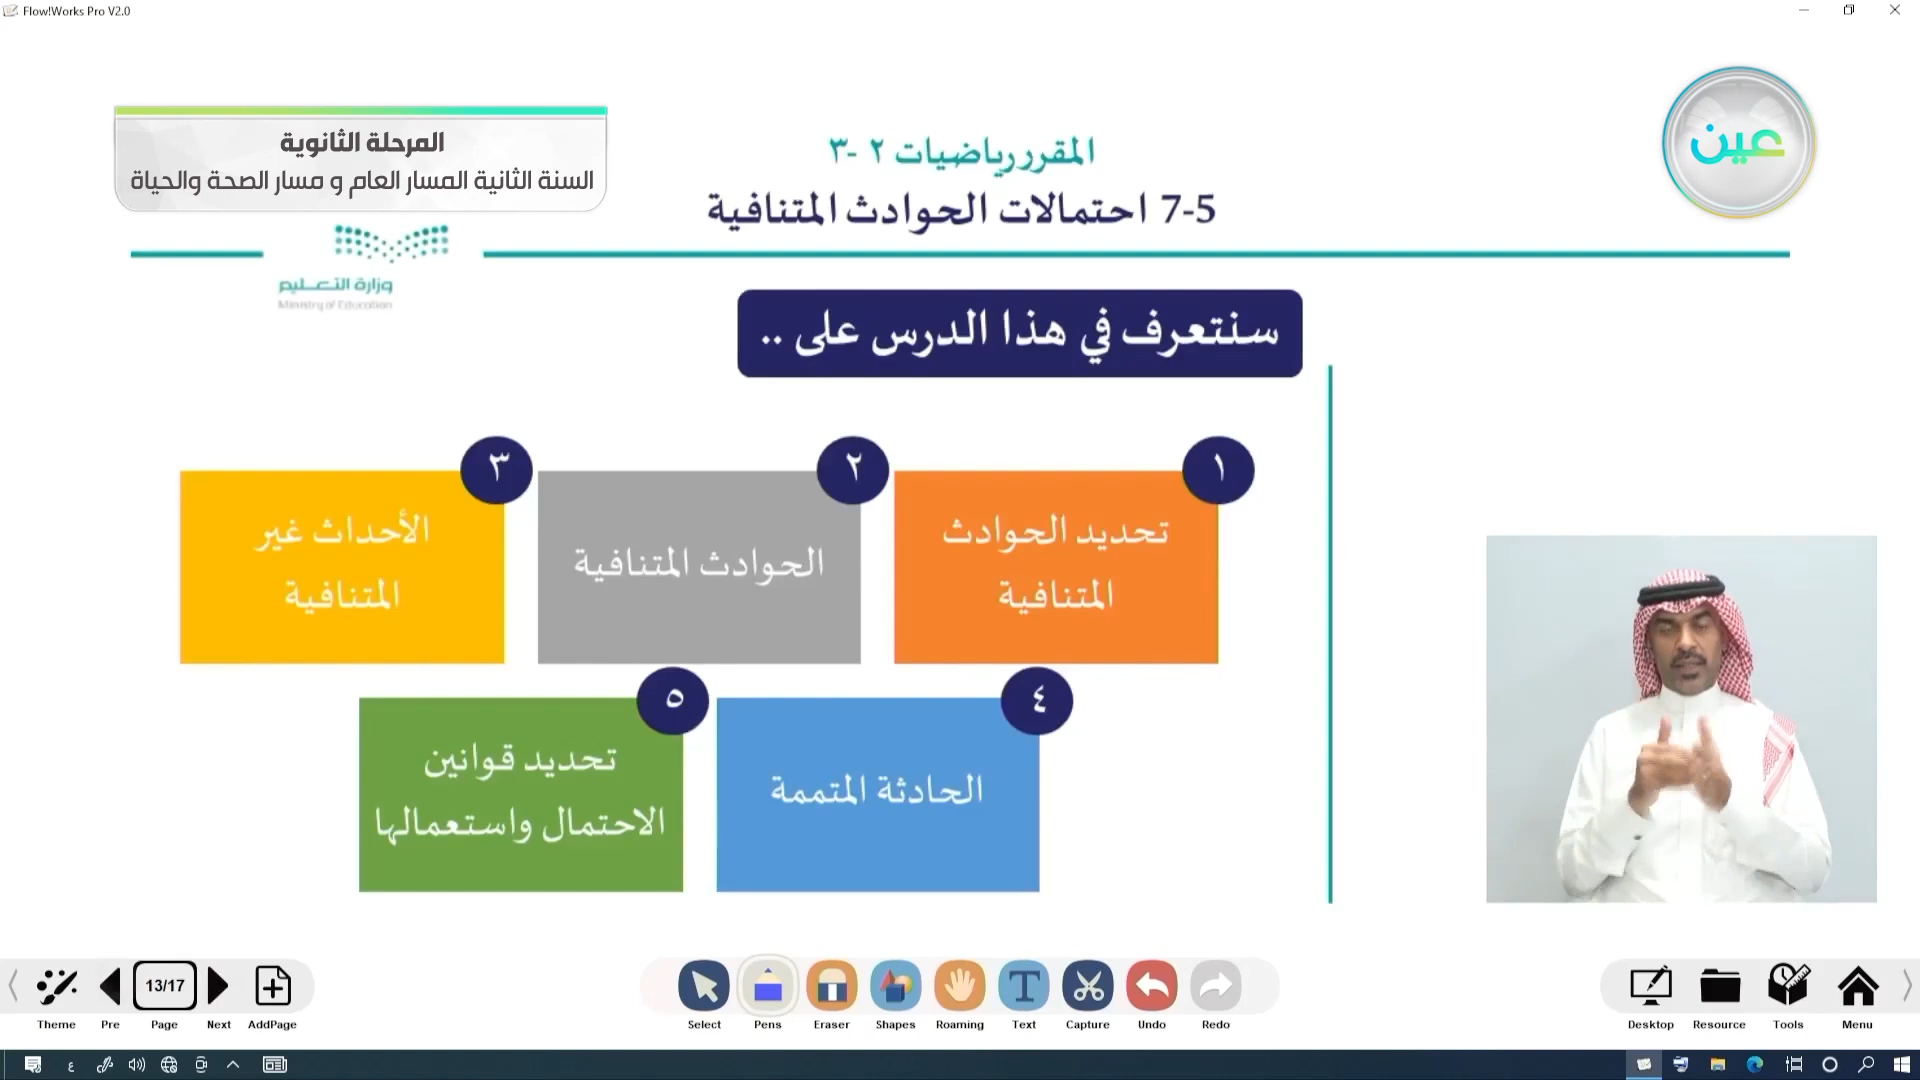 Flow!Works Pro V2.0
المرحلة الثانوية
السنة الثانية المسار العام و مسار الصحة والحياة
المقرر رياضيات ٢ -٣
7-5 احتمالات الحوادث المتنافية
عين
وزارة التعليم
Ministry of Education
سنتعرف في هذا الدرس على ..
١
تحديد الحوادث
المتنافية
٢
الحوادث المتنافية
٣
الأحداث غير
المتنافية
٤
الحادثة المتممة
٥
تحديد قوانين
الاحتمال واستعمالها
13/17
Theme
Pre
Page
Next
AddPage
Select
Pens
Eraser
Shapes
Roaming
Text
Capture
Undo
Redo
Desktop
Resource
Tools
Menu
ع